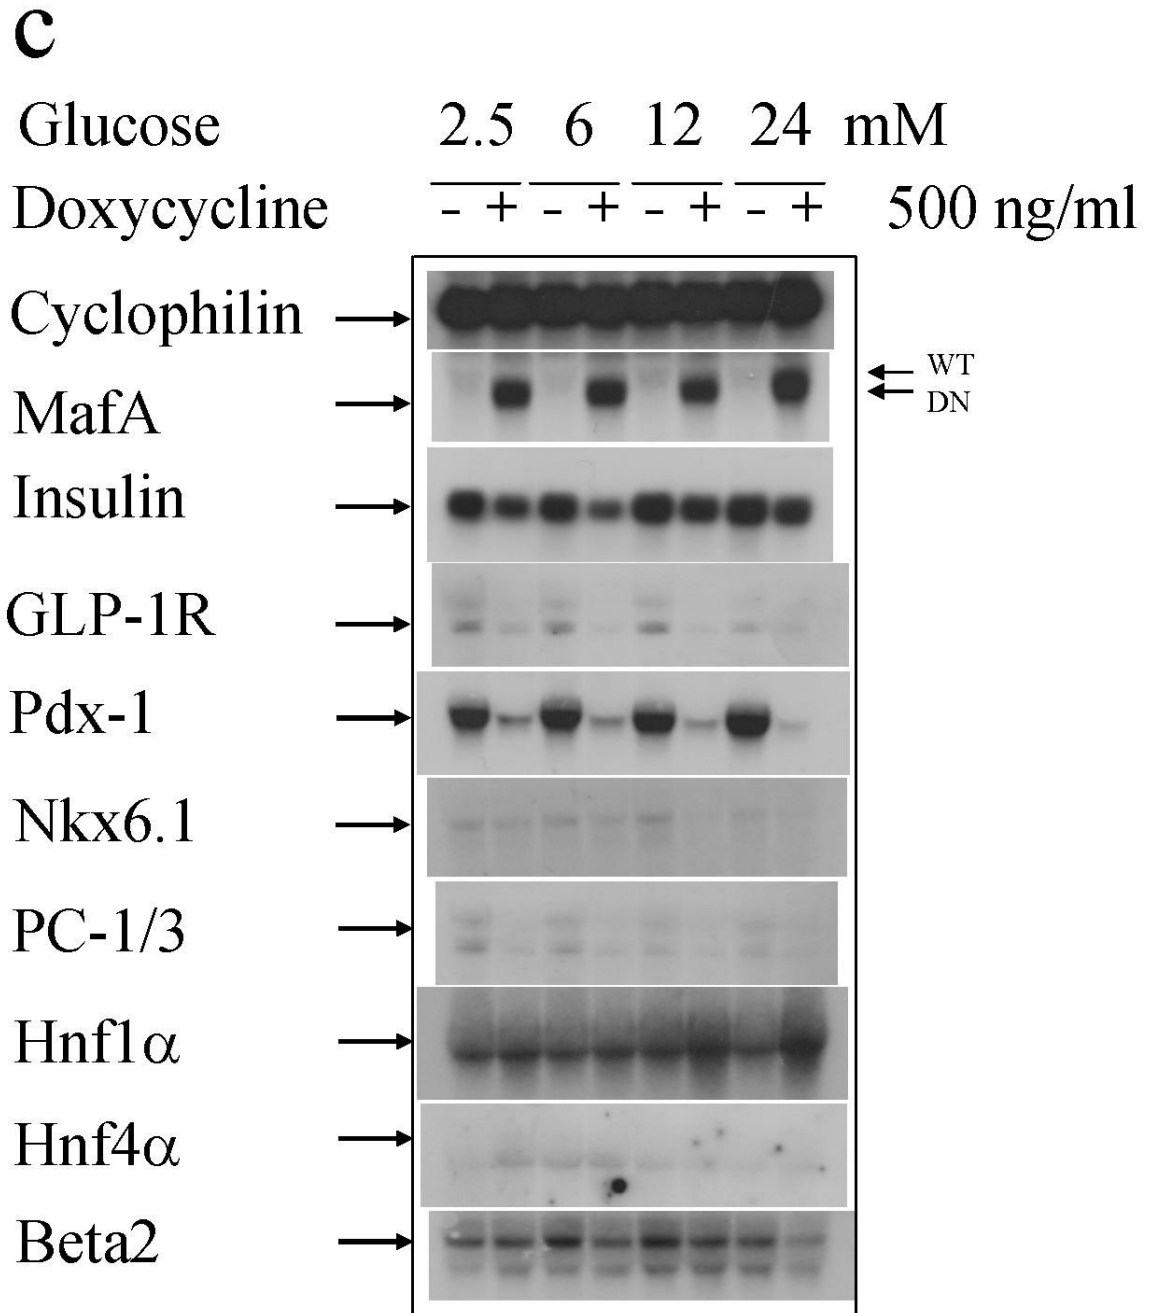 c
Glucose 2.5 6 12 24 mM
Doxycycline - + - + - + - + 500 ng/ml
Cyclophilin
WT
MafA
DN
Insulin
GLP-1R
Pdx-1
Nkx6.1
PC-1/3
Hnf1α
Hnf4α
Beta2